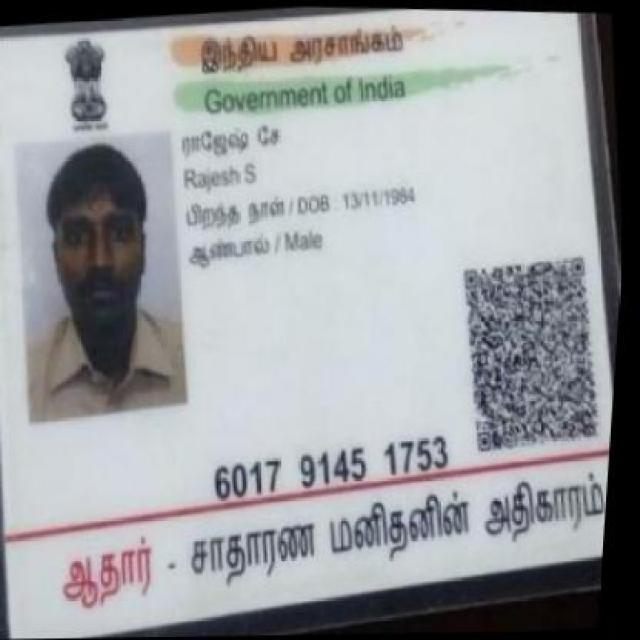 இந்திய அரசாங்கம்
Government of India
ராஜேஷ் சே
Rajesh S
பிறந்த நாள் / DOB : 13/11/1984
ஆண்பால் / Male
6017 9145 1753
ஆதார் - சாதாரண மனிதனின் அதிகாரம்